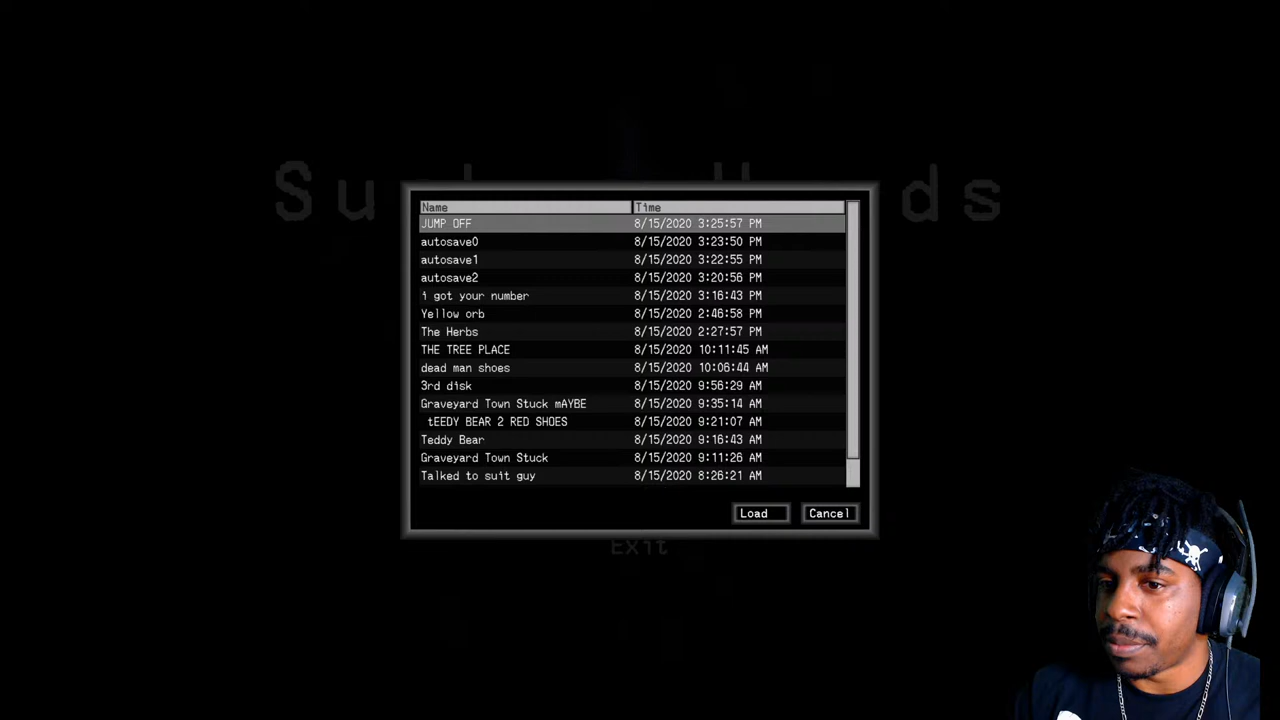 Name Time
JUMP OFF 8/15/2020 3:25:57 PM
autosave0 8/15/2020 3:23:50 PM
autosave1 8/15/2020 3:22:55 PM
autosave2 8/15/2020 3:20:56 PM
i got your number 8/15/2020 3:16:43 PM
Yellow orb 8/15/2020 2:46:58 PM
The Herbs 8/15/2020 2:27:57 PM
THE TREE PLACE 8/15/2020 10:11:45 AM
dead man shoes 8/15/2020 10:06:44 AM
3rd disk 8/15/2020 9:56:29 AM
Graveyard Town Stuck mAYBE 8/15/2020 9:35:14 AM
tEEDY BEAR 2 RED SHOES 8/15/2020 9:21:07 AM
Teddy Bear 8/15/2020 9:16:43 AM
Graveyard Town Stuck 8/15/2020 9:11:26 AM
Talked to suit guy 8/15/2020 8:26:21 AM
Load Cancel
Exit